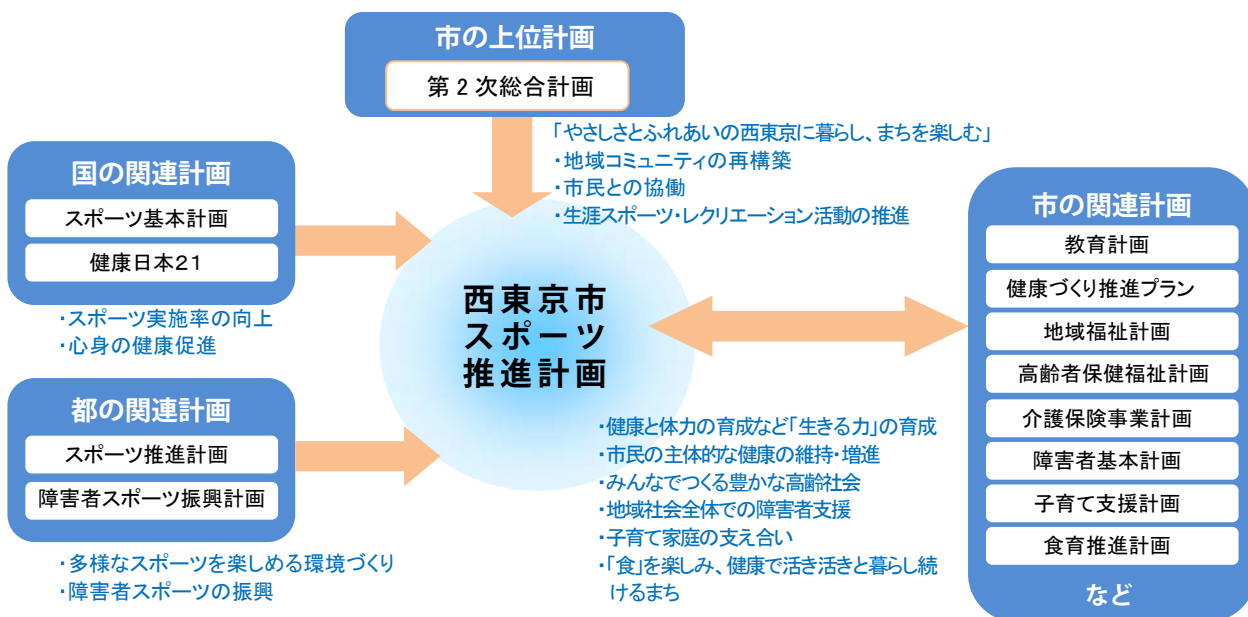 市の上位計画
第2次総合計画
「やさしさとふれあいの西東京に暮らし、まちを楽しむ」
・地域コミュニティの再構築
・市民との協働
・生涯スポーツ・レクリエーション活動の推進
国の関連計画
スポーツ基本計画
健康日本21
・スポーツ実施率の向上
・心身の健康促進
都の関連計画
スポーツ推進計画
障害者スポーツ振興計画
・多様なスポーツを楽しめる環境づくり
・障害者スポーツの振興
西東京市
スポーツ
推進計画
・健康と体力の育成など「生きる力」の育成
・市民の主体的な健康の維持・増進
・みんなでつくる豊かな高齢社会
・地域社会全体での障害者支援
・子育て家庭の支え合い
・「食」を楽しみ、健康で活き活きと暮らし続
けるまち
市の関連計画
教育計画
健康づくり推進プラン
地域福祉計画
高齢者保健福祉計画
介護保険事業計画
障害者基本計画
子育て支援計画
食育推進計画
など